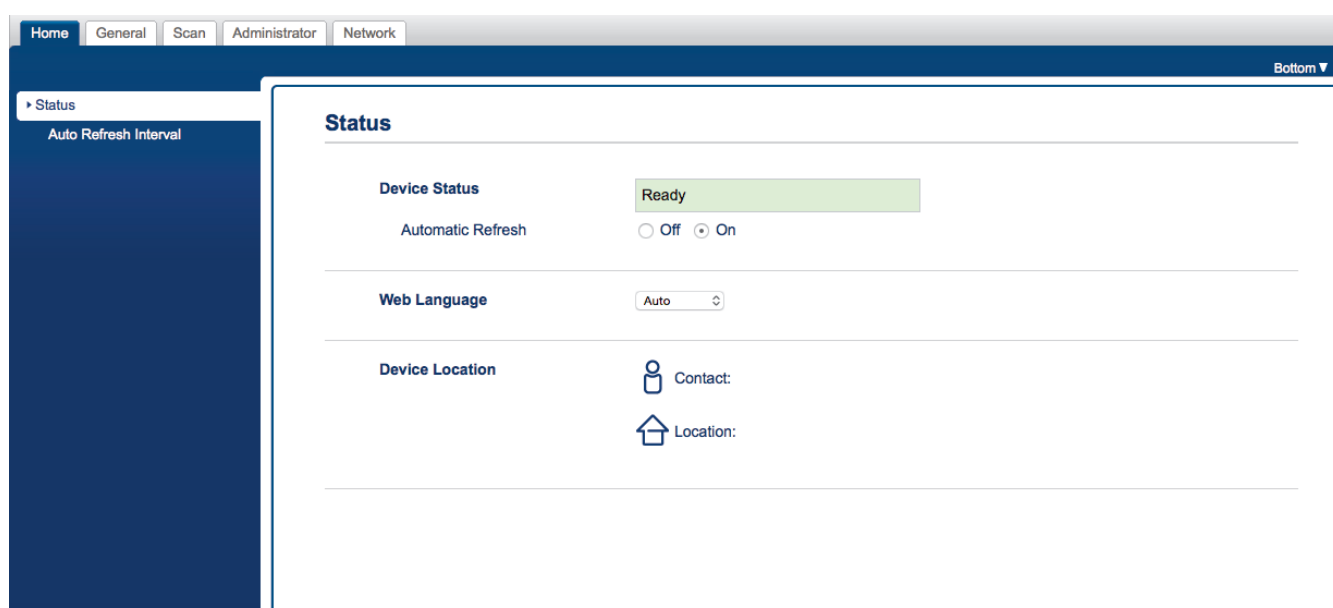 Home General Scan Administrator Network
Bottom ▼
Status
Auto Refresh Interval
Status
Device Status
Ready
Automatic Refresh
Off On
Web Language
Auto
Device Location
Contact:
Location: